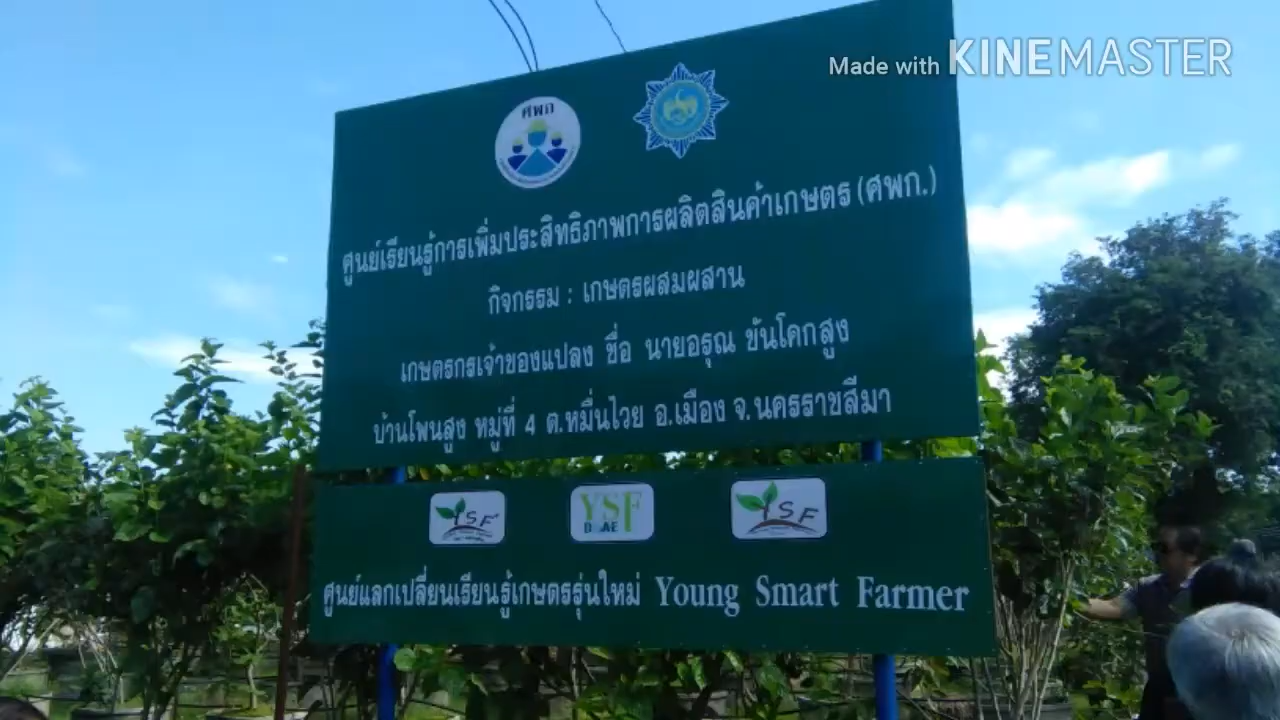 Made with KINEMASTER
ศพก
ศูนย์เรียนรู้การเพิ่มประสิทธิภาพการผลิตสินค้าเกษตร (ศพก.)
กิจกรรม : เกษตรผสมผสาน
เกษตรกรเจ้าของแปลง ชื่อ นายอรุณ ขันโคกสูง
บ้านโพนสูง หมู่ที่ 4 ต.หมื่นไวย อ.เมือง จ.นครราชสีมา
YSF YSF YSF
ศูนย์แลกเปลี่ยนเรียนรู้เกษตรรุ่นใหม่ Young Smart Farmer